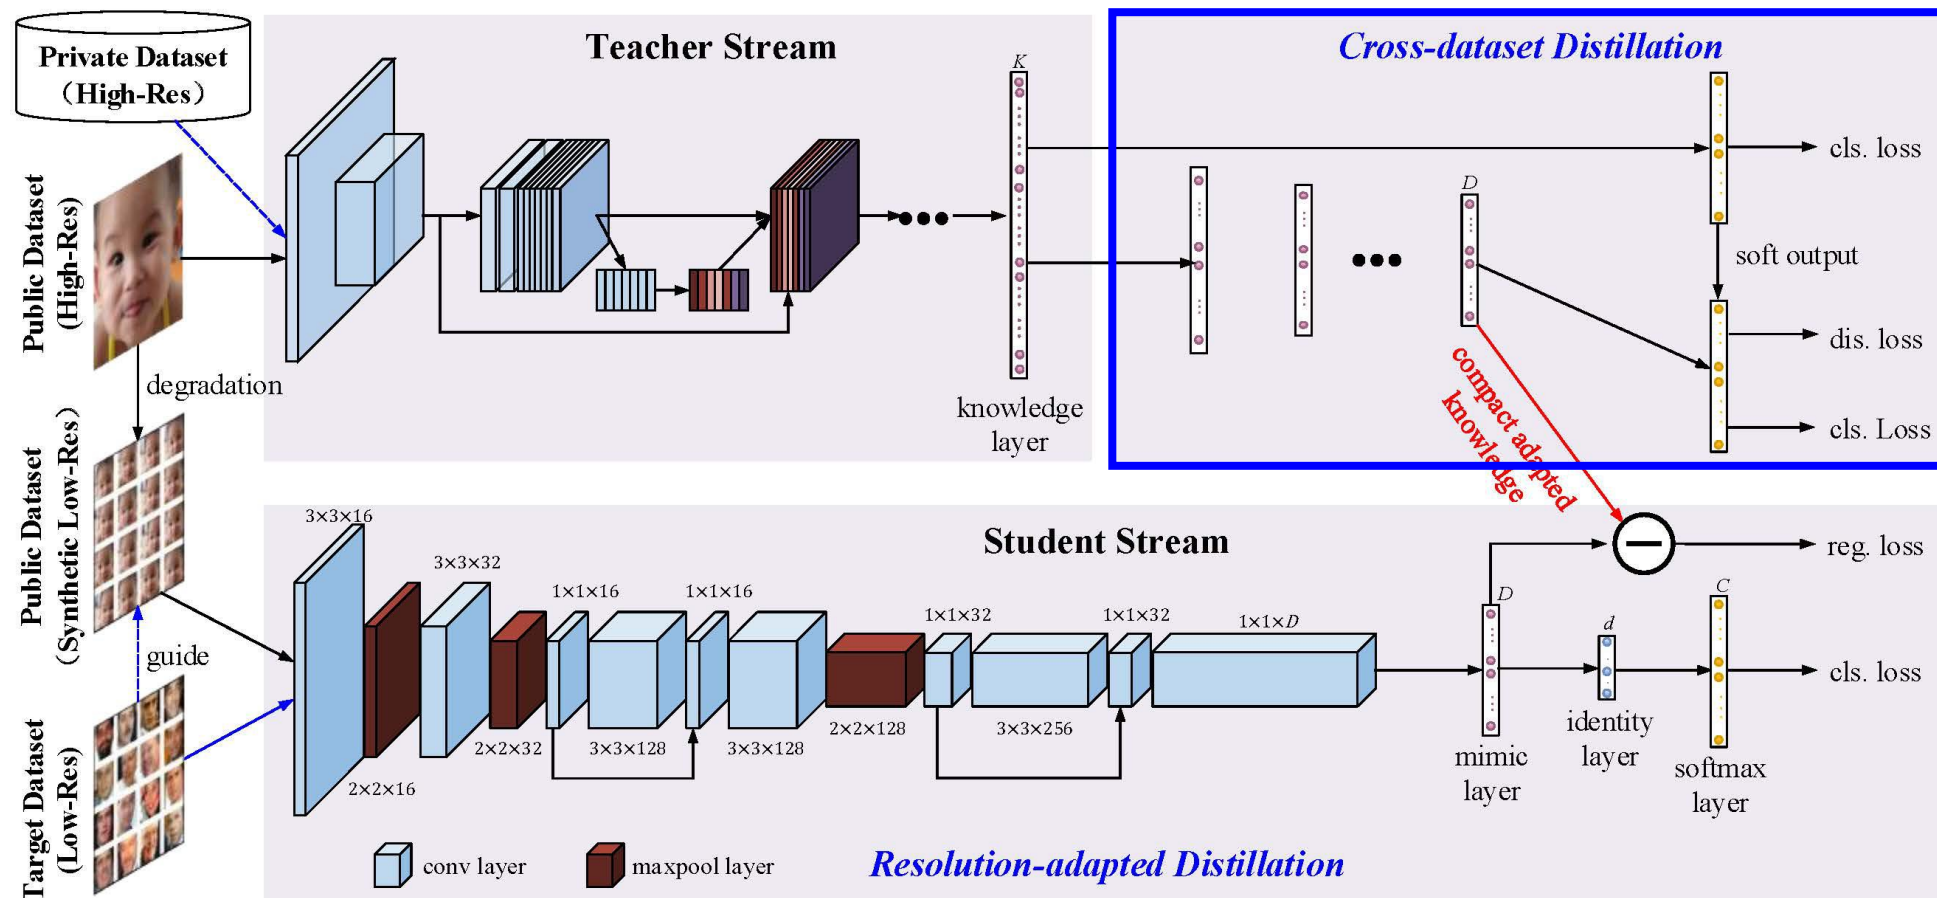 Private Dataset
（High-Res）
Teacher Stream
Cross-dataset Distillation
K
D
cls. loss
soft output
dis. loss
cls. Loss
Public Dataset
(High-Res)
degradation
knowledge
layer
compact adapted
knowledge
Public Dataset
（Synthetic Low-Res)
guide
Target Dataset
(Low-Res)
Student Stream
3×3×16
2×2×16
3×3×32
2×2×32
1×1×16
3×3×128
1×1×16
3×3×128
2×2×128
1×1×32
3×3×256
1×1×32
1×1×D
D
mimic
layer
d
identity
layer
C
softmax
layer
reg. loss
cls. loss
conv layer
maxpool layer
Resolution-adapted Distillation